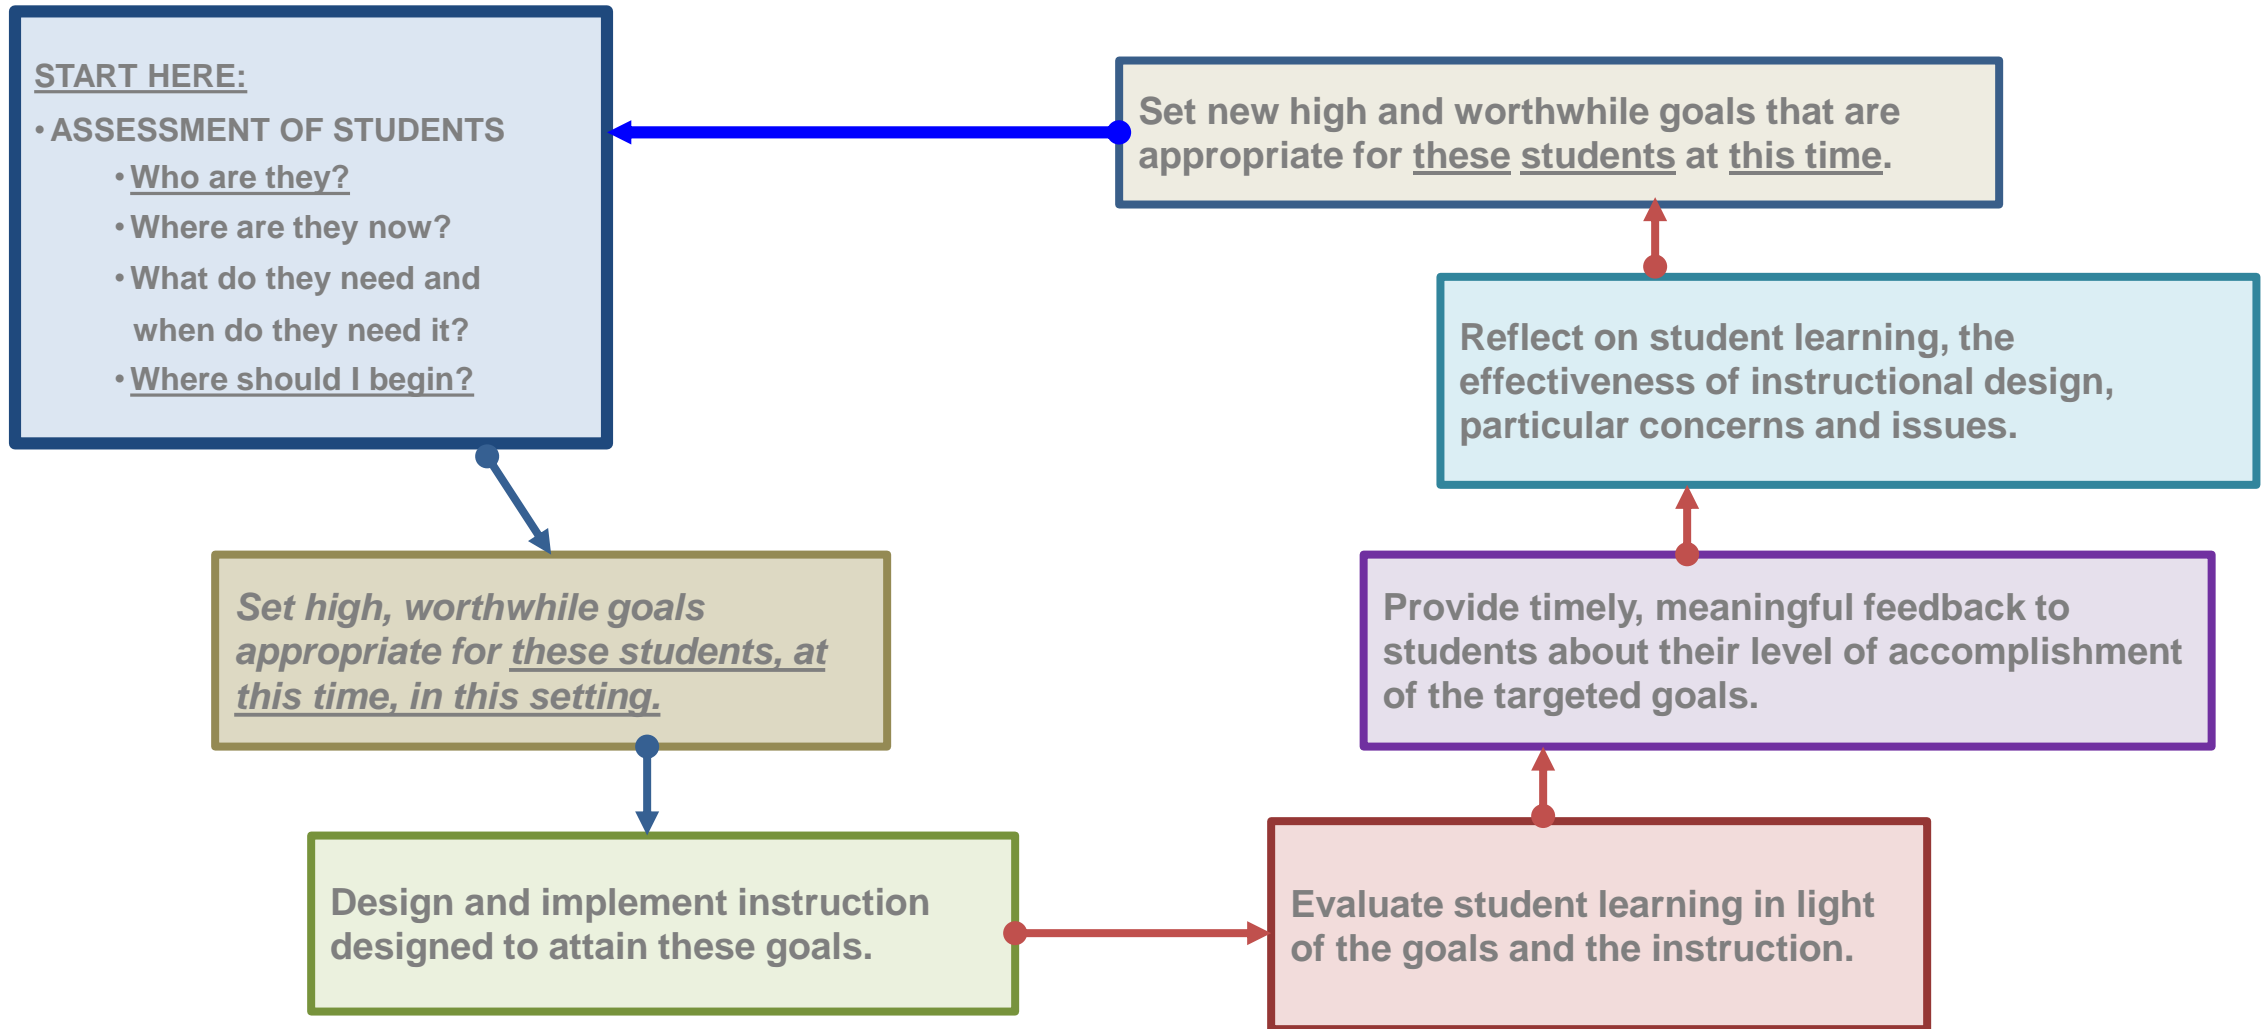 START HERE:
• ASSESSMENT OF STUDENTS
• Who are they?
• Where are they now?
• What do they need and
when do they need it?
• Where should I begin?
Set high, worthwhile goals
appropriate for these students, at
this time, in this setting.
Design and implement instruction
designed to attain these goals.
Evaluate student learning in light
of the goals and the instruction.
Provide timely, meaningful feedback to
students about their level of accomplishment
of the targeted goals.
Reflect on student learning, the
effectiveness of instructional design,
particular concerns and issues.
Set new high and worthwhile goals that are
appropriate for these students at this time.